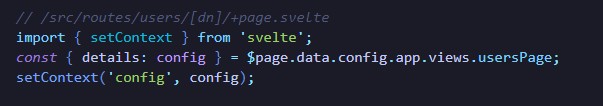 // /src/routes/users/[dn]/+page.svelte
import { setContext } from 'svelte';
const { details: config } = $page.data.config.app.views.usersPage;
setContext('config', config);